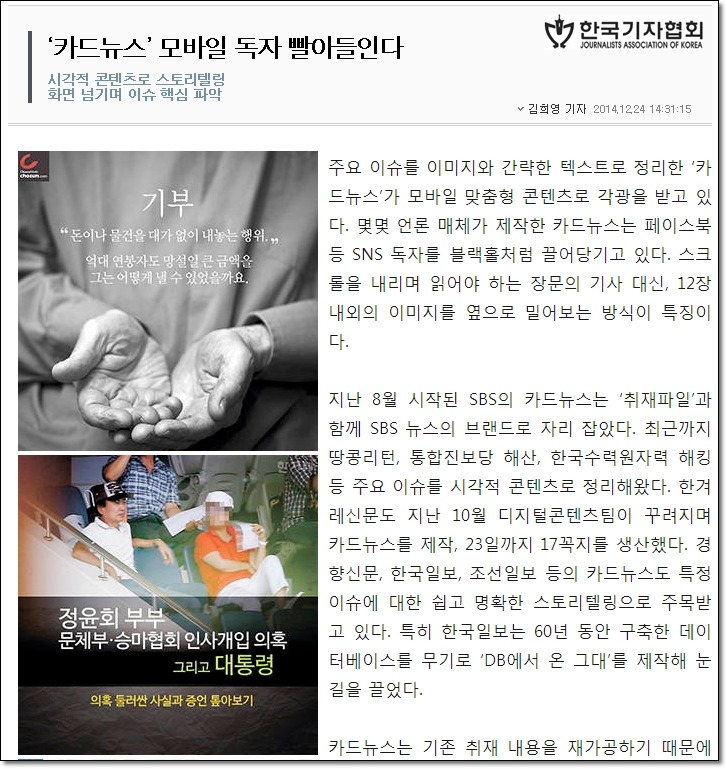 ‘카드뉴스’ 모바일 독자 빨아들인다
시각적 콘텐츠로 스토리텔링
화면 넘기며 이슈 핵심 파악
한국기자협회
JOURNALISTS ASSOCIATION OF KOREA
김희영 기자 2014.12.24 14:31:15
chosun.com
기부
“ 돈이나 물건을 대가 없이 내놓는 행위. „
억대 연봉자도 망설일 큰 금액을
그는 어떻게 낼 수 있었을까요.
정윤회 부부
문체부·승마협회 인사개입 의혹
그리고 대통령
의혹 둘러싼 사실과 증언 톺아보기
주요 이슈를 이미지와 간략한 텍스트로 정리한 ‘카
드뉴스’가 모바일 맞춤형 콘텐츠로 각광을 받고 있
다. 몇몇 언론 매체가 제작한 카드뉴스는 페이스북
등 SNS 독자를 블랙홀처럼 끌어당기고 있다. 스크
롤을 내리며 읽어야 하는 장문의 기사 대신, 12장
내외의 이미지를 옆으로 밀어보는 방식이 특징이
다.
지난 8월 시작된 SBS의 카드뉴스는 ‘취재파일’과
함께 SBS 뉴스의 브랜드로 자리 잡았다. 최근까지
땅콩리턴, 통합진보당 해산, 한국수력원자력 해킹
등 주요 이슈를 시각적 콘텐츠로 정리해왔다. 한겨
레신문도 지난 10월 디지털콘텐츠팀이 꾸려지며
카드뉴스를 제작, 23일까지 17꼭지를 생산했다. 경
향신문, 한국일보, 조선일보 등의 카드뉴스도 특정
이슈에 대한 쉽고 명확한 스토리텔링으로 주목받
고 있다. 특히 한국일보는 60년 동안 구축한 데이
터베이스를 무기로 ‘DB에서 온 그대’를 제작해 눈
길을 끌었다.
카드뉴스는 기존 취재 내용을 재가공하기 때문에